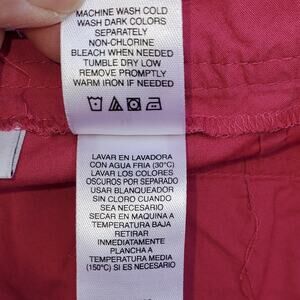 MACHINE WASH COLD
WASH DARK COLORS
SEPARATELY
NON-CHLORINE
BLEACH WHEN NEEDED
TUMBLE DRY LOW
REMOVE PROMPTLY
WARM IRON IF NEEDED
LAVAR EN LAVADORA
CON AGUA FRIA (30°C)
LAVAR LOS COLORES
OSCUROS POR SEPARADO
USAR BLANQUEADOR
SIN CLORO CUANDO
SEA NECESARIO
SECAR EN MAQUINA A
TEMPERATURA BAJA
RETIRAR
INMEDIATAMENTE
PLANCHA A
TEMPERATURA MEDIA
(150°C) SI ES NECESARIO